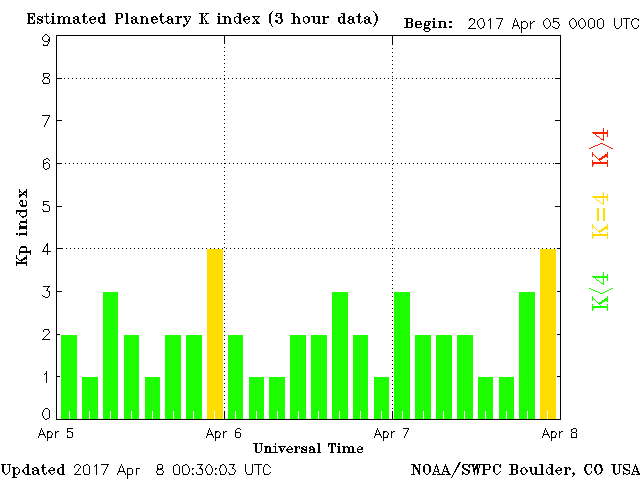 Estimated Planetary K index (3 hour data) Begin: 2017 Apr 05 0000 UTC
9
8
7
6
5
4
3
2
1
0
Kp index
K>4
K=4
K<4
Apr 5 Apr 6 Apr 7 Apr 8
Universal Time
Updated 2017 Apr 8 00:30:03 UTC NOAA/SWPC Boulder, CO USA